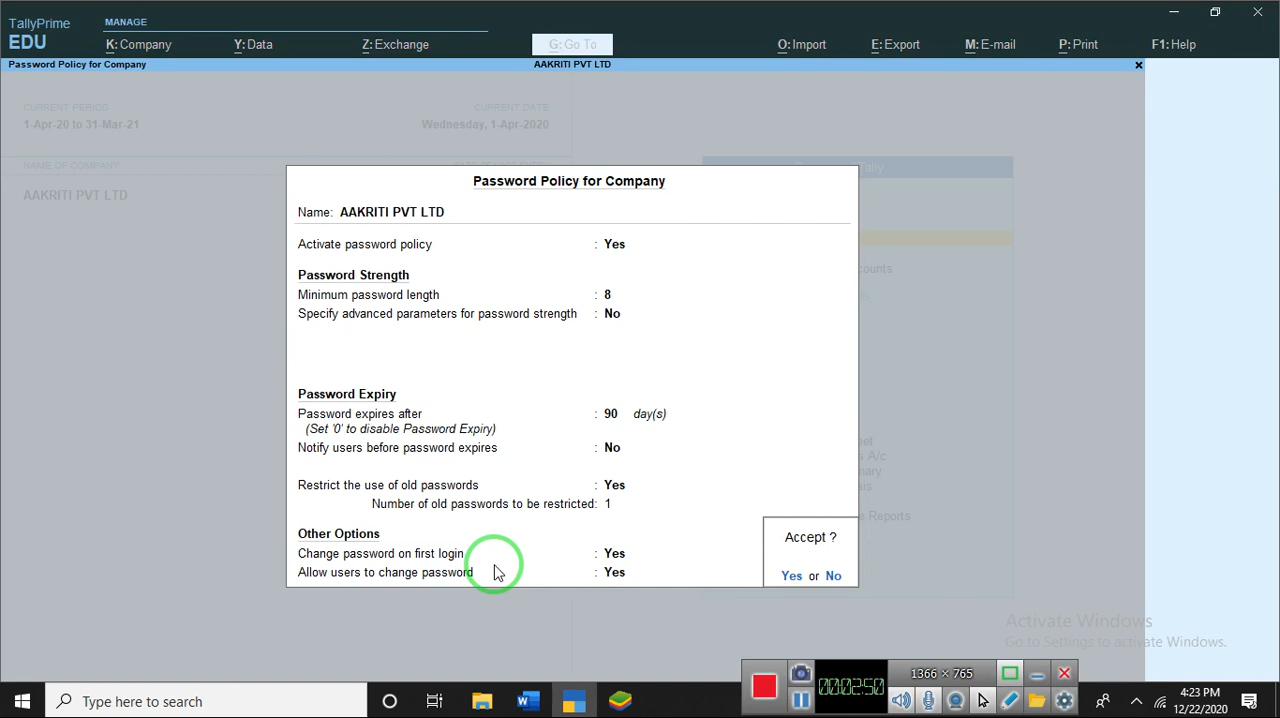 TallyPrime
EDU
MANAGE
K: Company
Y: Data
Z: Exchange
G: Go To
O: Import
E: Export
M: E-mail
P: Print
F1: Help
Password Policy for Company
AAKRITI PVT LTD
CURRENT PERIOD
CURRENT DATE
1-Apr-20 to 31-Mar-21
Wednesday, 1-Apr-2020
NAME OF COMPANY
AAKRITI PVT LTD
Password Policy for Company
Name: AAKRITI PVT LTD
Activate password policy : Yes
Password Strength
Minimum password length : 8
Specify advanced parameters for password strength : No
Password Expiry
Password expires after : 90 day(s)
(Set '0' to disable Password Expiry)
Notify users before password expires : No
Restrict the use of old passwords : Yes
Number of old passwords to be restricted: 1
Other Options
Change password on first login : Yes
Allow users to change password : Yes
Accept ?
Yes or No
A/c
Reports
Activate Windows
Go to Settings to activate Windows.
00:02:50
1366 × 765
Type here to search
4:23 PM
12/22/2020